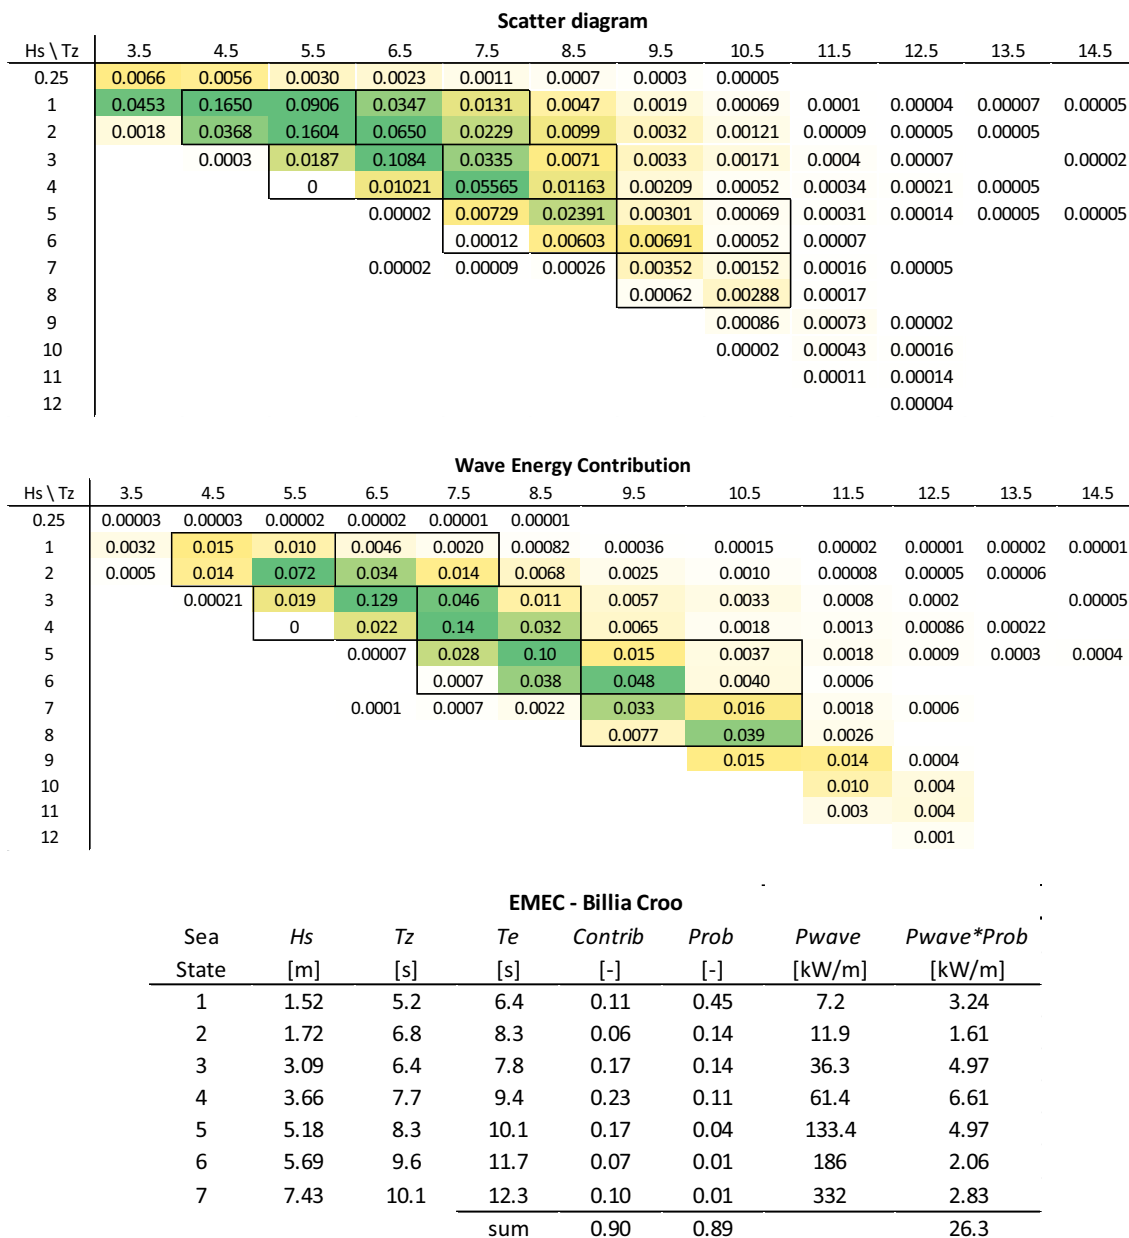 Scatter diagram
Hs \ Tz 3.5 4.5 5.5 6.5 7.5 8.5 9.5 10.5 11.5 12.5 13.5 14.5
0.25 0.0066 0.0056 0.0030 0.0023 0.0011 0.0007 0.0003 0.00005
1 0.0453 0.1650 0.0906 0.0347 0.0131 0.0047 0.0019 0.00069 0.0001 0.00004 0.00007 0.00005
2 0.0018 0.0368 0.1604 0.0650 0.0229 0.0099 0.0032 0.00121 0.00009 0.00005 0.00005
3 0.0003 0.0187 0.1084 0.0335 0.0071 0.0033 0.00171 0.0004 0.00007 0.00002
4 0 0.01021 0.05565 0.01163 0.00209 0.00052 0.00034 0.00021 0.00005
5 0.00002 0.00729 0.02391 0.00301 0.00069 0.00031 0.00014 0.00005 0.00005
6 0.00012 0.00603 0.00691 0.00052 0.00007
7 0.00002 0.00009 0.00026 0.00352 0.00152 0.00016 0.00005
8 0.00062 0.00288 0.00017
9 0.00086 0.00073 0.00002
10 0.00002 0.00043 0.00016
11 0.00011 0.00014
12 0.00004
Wave Energy Contribution
Hs \ Tz 3.5 4.5 5.5 6.5 7.5 8.5 9.5 10.5 11.5 12.5 13.5 14.5
0.25 0.00003 0.00003 0.00002 0.00002 0.00001 0.00001
1 0.0032 0.015 0.010 0.0046 0.0020 0.00082 0.00036 0.00015 0.00002 0.00001 0.00002 0.00001
2 0.0005 0.014 0.072 0.034 0.014 0.0068 0.0025 0.0010 0.00008 0.00005 0.00006
3 0.00021 0.019 0.129 0.046 0.011 0.0057 0.0033 0.0008 0.0002 0.00005
4 0 0.022 0.14 0.032 0.0065 0.0018 0.0013 0.00086 0.00022
5 0.00007 0.028 0.10 0.015 0.0037 0.0018 0.0009 0.0003 0.0004
6 0.0007 0.038 0.048 0.0040 0.0006
7 0.0001 0.0007 0.0022 0.033 0.016 0.0018 0.0006
8 0.0077 0.039 0.0026
9 0.015 0.014 0.0004
10 0.010 0.004
11 0.003 0.004
12 0.001
EMEC - Billia Croo
Sea Hs Tz Te Contrib Prob Pwave Pwave*Prob
State [m] [s] [s] [-] [-] [kW/m] [kW/m]
1 1.52 5.2 6.4 0.11 0.45 7.2 3.24
2 1.72 6.8 8.3 0.06 0.14 11.9 1.61
3 3.09 6.4 7.8 0.17 0.14 36.3 4.97
4 3.66 7.7 9.4 0.23 0.11 61.4 6.61
5 5.18 8.3 10.1 0.17 0.04 133.4 4.97
6 5.69 9.6 11.7 0.07 0.01 186 2.06
7 7.43 10.1 12.3 0.10 0.01 332 2.83
sum 0.90 0.89 26.3